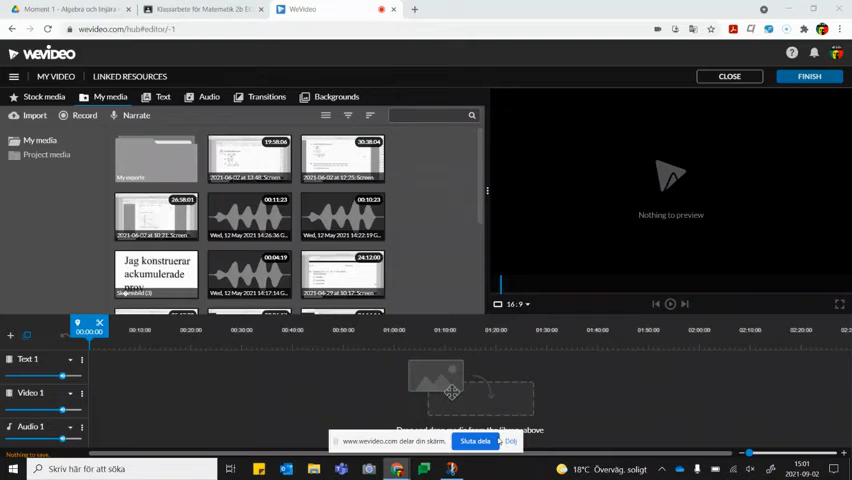 Moment 1 - Algebra och linjära
Klassarbete för Matematik 2b E
WeVideo
wevideo.com/hub#editor/-1
WEVIDEO
MY VIDEO
LINKED RESOURCES
CLOSE
FINISH
Stock media
My media
Text
Audio
Transitions
Backgrounds
Import
Record
Narrate
My media
Project media
My exports
19:58:06
2021-06-02 at 13:48: Screen
30:38:04
2021-06-02 at 12:25: Screen
26:58:01
2021-06-02 at 10:21: Screen
00:11:23
Wed, 12 May 2021 14:26:36 G...
00:10:23
Wed, 12 May 2021 14:22:19 G...
Jag konstruerar
ackumulerade
prov
Skärmbild (3)
00:04:19
Wed, 12 May 2021 14:17:14 G...
24:12:00
2021-04-29 at 10:17: Screen
Nothing to preview
16:9
00:00:00
00:10:00
00:20:00
00:30:00
00:40:00
00:50:00
01:00:00
01:10:00
01:20:00
01:30:00
01:40:00
01:50:00
02:00:00
02:10:00
02:20:00
Text 1
Video 1
Audio 1
media from the library above
www.wevideo.com delar din skärm.
Sluta dela
Dölj
Nothing to save.
Skriv här för att söka
18°C Överväg. soligt
15:01
2021-09-02